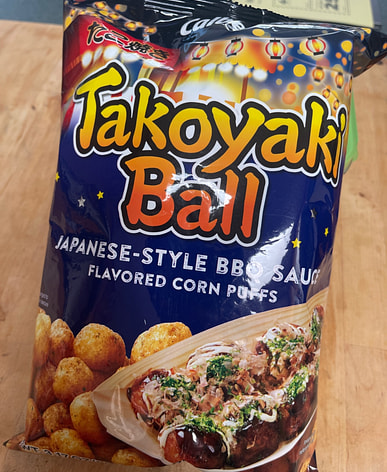 たこ焼き
Takoyaki
Ball
JAPANESE-STYLE BBQ SAUCE
FLAVORED CORN PUFFS